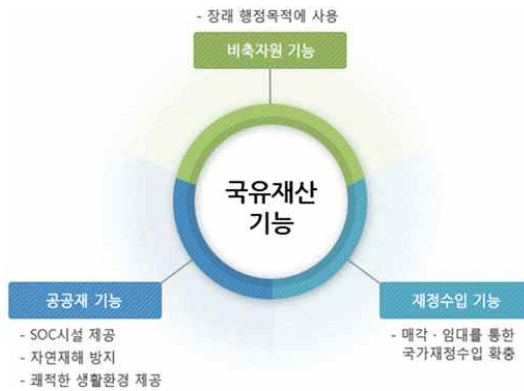 - 장래 행정목적에 사용
비축자원 기능
국유재산
기능
공공재 기능
- SOC시설 제공
- 자연재해 방지
- 쾌적한 생활환경 제공
재정수입 기능
- 매각 · 임대를 통한
국가재정수입 확충